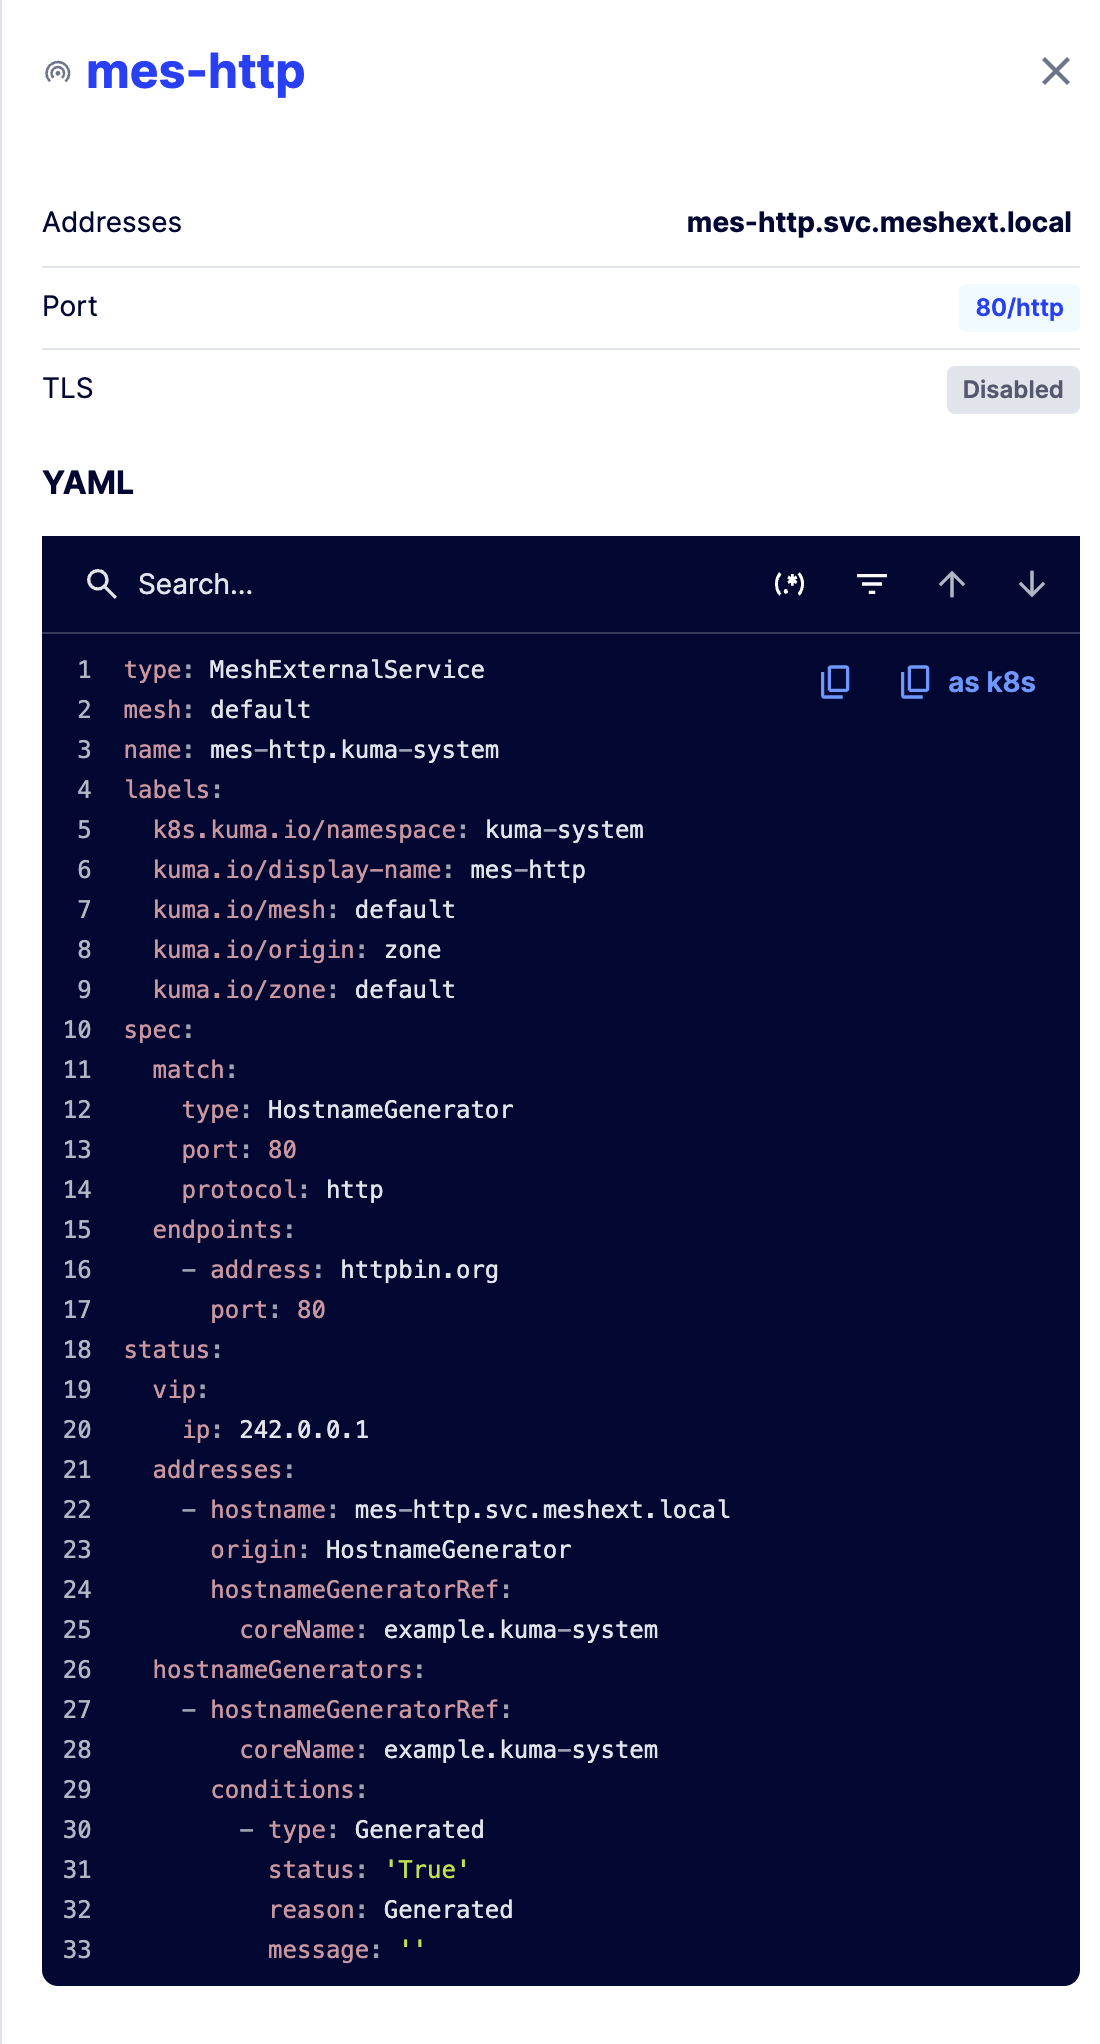 mes-http
Addresses mes-http.svc.meshext.local
Port 80/http
TLS Disabled
YAML
Search... (.*)
as k8s
1 type: MeshExternalService
2 mesh: default
3 name: mes-http.kuma-system
4 labels:
5   k8s.kuma.io/namespace: kuma-system
6   kuma.io/display-name: mes-http
7   kuma.io/mesh: default
8   kuma.io/origin: zone
9   kuma.io/zone: default
10 spec:
11   match:
12     type: HostnameGenerator
13     port: 80
14     protocol: http
15   endpoints:
16     - address: httpbin.org
17       port: 80
18 status:
19   vip:
20     ip: 242.0.0.1
21   addresses:
22     - hostname: mes-http.svc.meshext.local
23       origin: HostnameGenerator
24       hostnameGeneratorRef:
25         coreName: example.kuma-system
26   hostnameGenerators:
27     - hostnameGeneratorRef:
28         coreName: example.kuma-system
29       conditions:
30         - type: Generated
31           status: 'True'
32           reason: Generated
33           message: ''